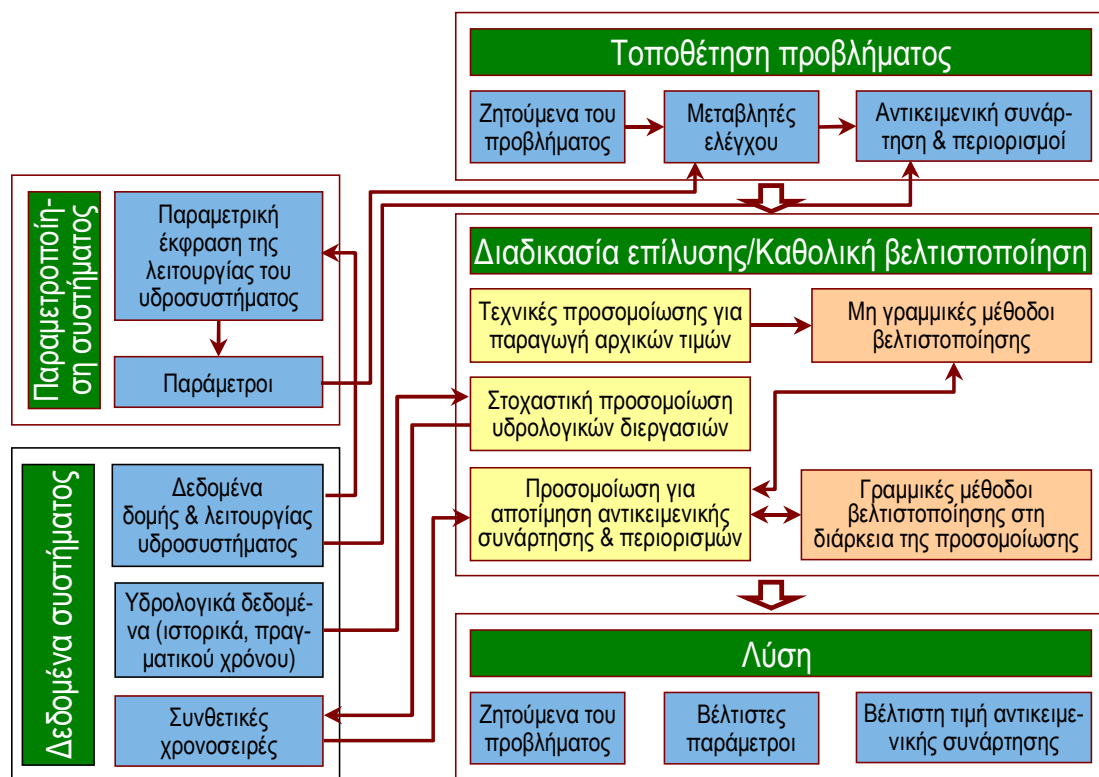 Τοποθέτηση προβλήματος
Ζητούμενα του
προβλήματος
Μεταβλητές
ελέγχου
Αντικειμενική συνάρ-
τηση & περιορισμοί
Παραμετροποίη-
ση συστήματος
Παραμετρική
έκφραση της
λειτουργίας του
υδροσυστήματος
Παράμετροι
Διαδικασία επίλυσης/Καθολική βελτιστοποίηση
Τεχνικές προσομοίωσης για
παραγωγή αρχικών τιμών
Μη γραμμικές μέθοδοι
βελτιστοποίησης
Στοχαστική προσομοίωση
υδρολογικών διεργασιών
Προσομοίωση για
αποτίμηση αντικειμενικής
συνάρτησης & περιορισμών
Γραμμικές μέθοδοι
βελτιστοποίησης στη
διάρκεια της προσομοίωσης
Δεδομένα συστήματος
Δεδομένα
δομής & λειτουργίας
υδροσυστήματος
Υδρολογικά δεδομέ-
να (ιστορικά, πραγ-
ματικού χρόνου)
Συνθετικές
χρονοσειρές
Λύση
Ζητούμενα του
προβλήματος
Βέλτιστες
παράμετροι
Βέλτιστη τιμή αντικειμε-
νικής συνάρτησης